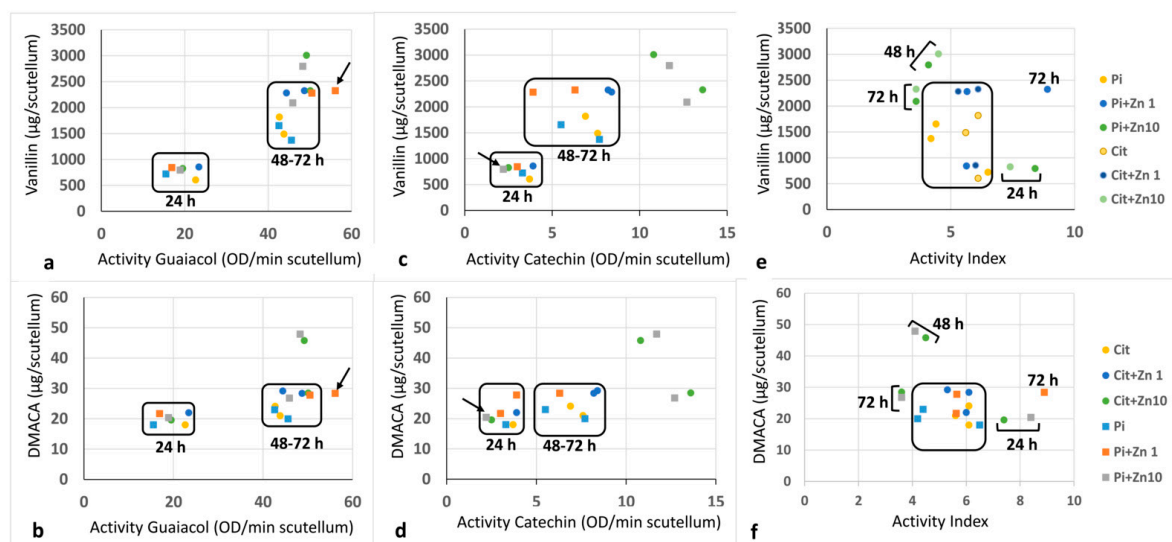 Vanillin (µg/scutellum)
3500
3000
2500
2000
1500
1000
500
0
24 h
48-72 h
0 20 40 60
a
Activity Guaiacol (OD/min scutellum)
Vanillin (µg/scutellum)
3500
3000
2500
2000
1500
1000
500
0
24 h
48-72 h
0 5 10 15
c
Activity Catechin (OD/min scutellum)
Vanillin (µg/scutellum)
3500
3000
2500
2000
1500
1000
500
0
48 h
72 h
72 h
24 h
0 5 10
e
Activity Index
Pi
Pi+Zn 1
Pi+Zn10
Cit
Cit+Zn 1
Cit+Zn10
DMACA (µg/scutellum)
60
50
40
30
20
10
0
24 h
48-72 h
0 20 40 60
b
Activity Guaiacol (OD/min scutellum)
DMACA (µg/scutellum)
60
50
40
30
20
10
0
24 h
48-72 h
0 5 10 15
d
Activity Catechin (OD/min scutellum)
DMACA (µg/scutellum)
60
50
40
30
20
10
0
48 h
72 h
72 h
24 h
0 2 4 6 8 10
f
Activity Index
Cit
Cit+Zn 1
Cit+Zn10
Pi
Pi+Zn 1
Pi+Zn10